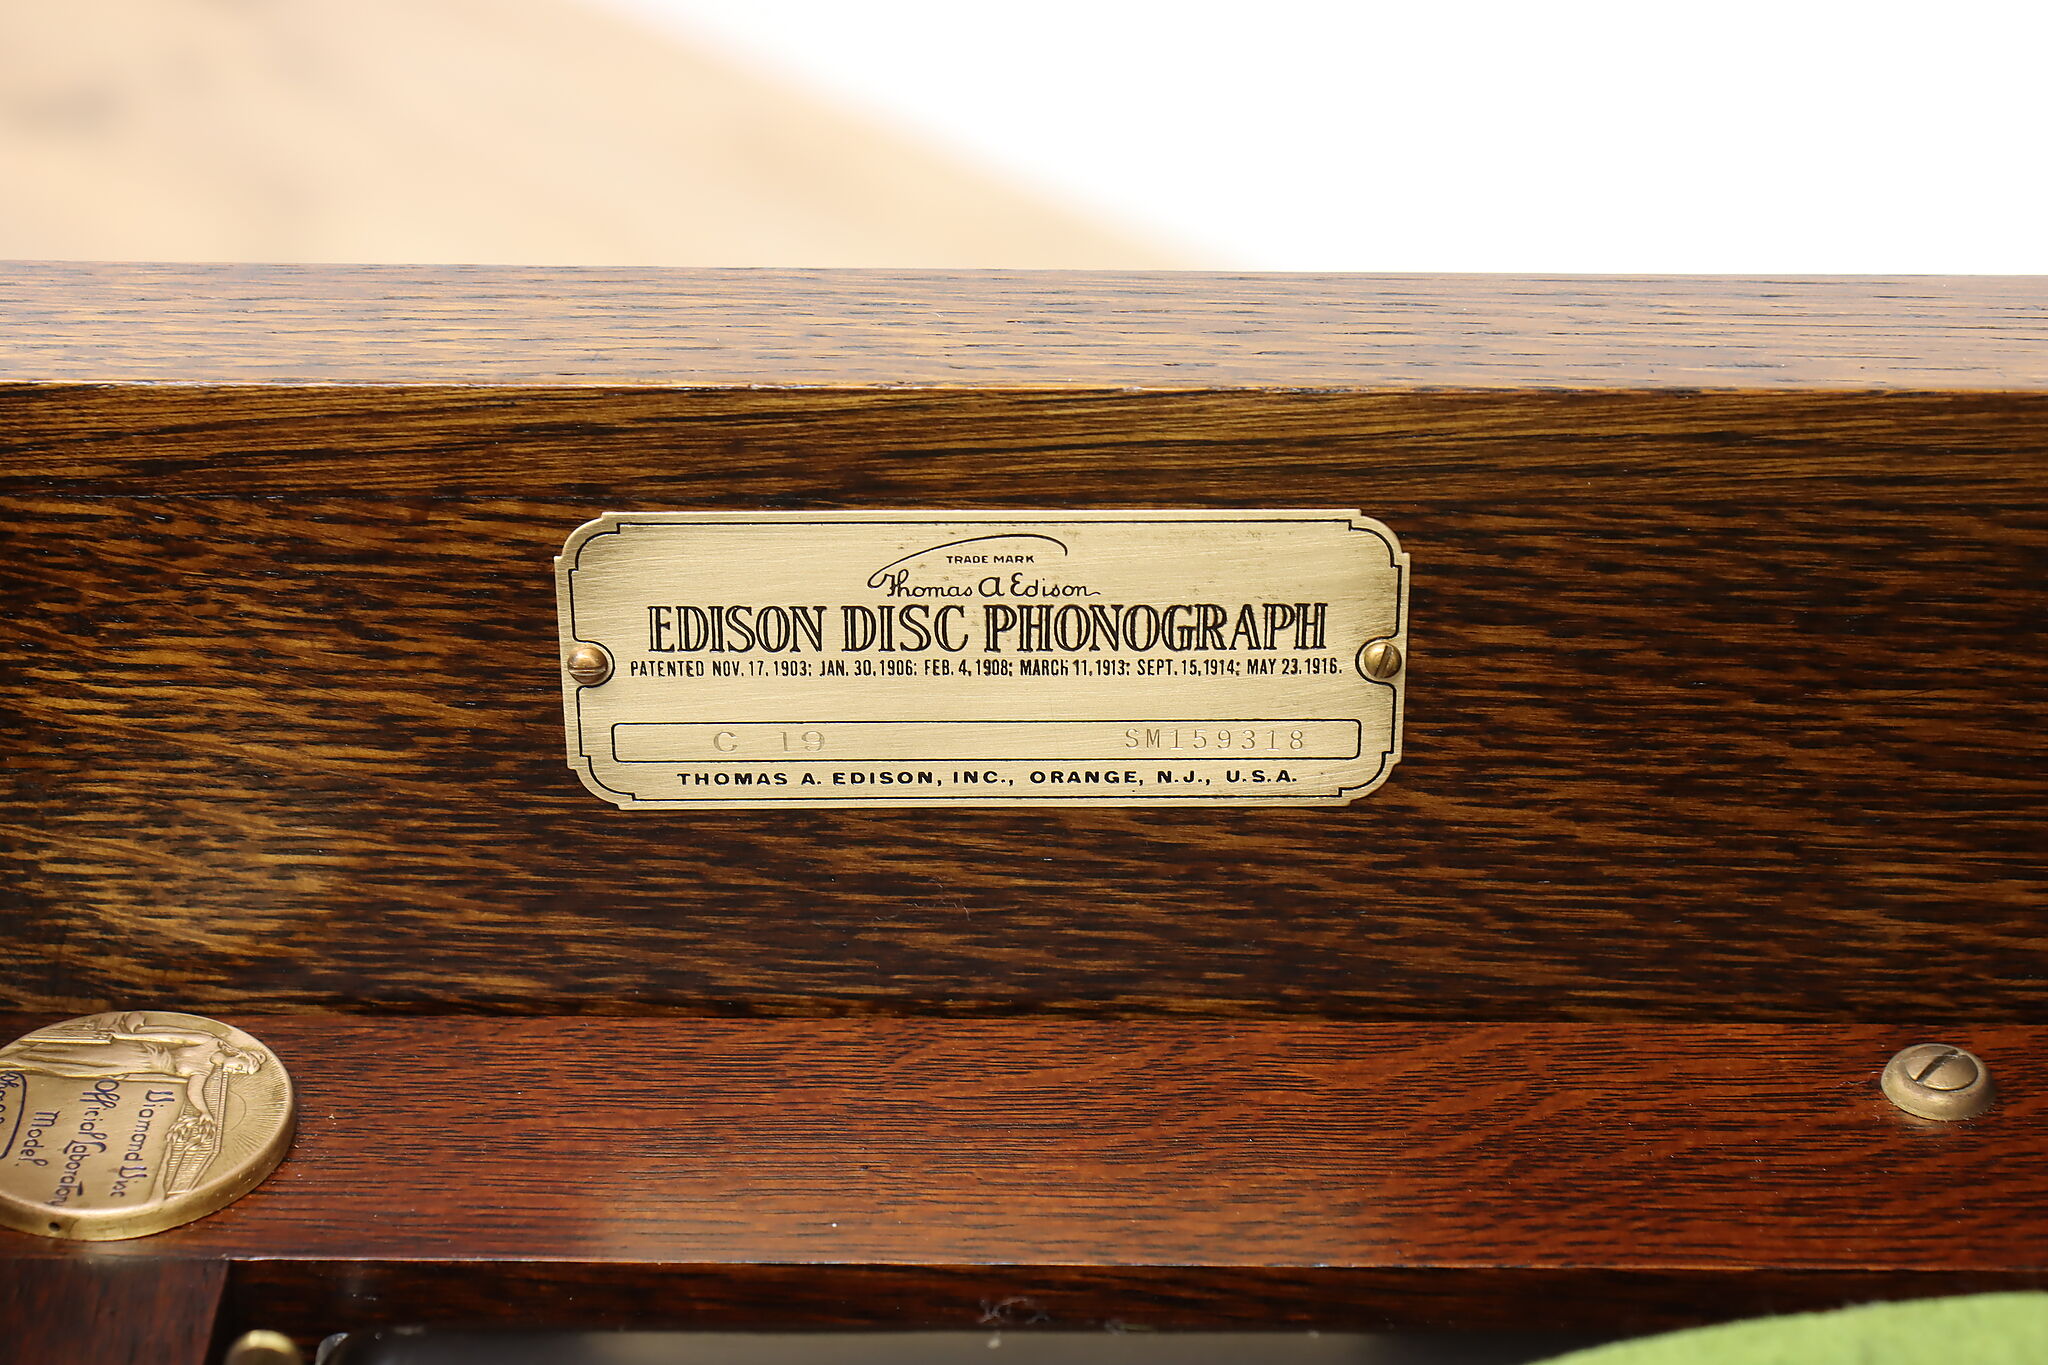 TRADE MARK
Thomas A Edison
EDISON DISC PHONOGRAPH
PATENTED NOV. 17, 1903; JAN. 30, 1906; FEB. 4, 1908; MARCH 11, 1913; SEPT. 15, 1914; MAY 23, 1916.
C 19 SM159318
THOMAS A. EDISON, INC., ORANGE, N.J., U.S.A.
Diamond Disc
Official Laboratory
Model.